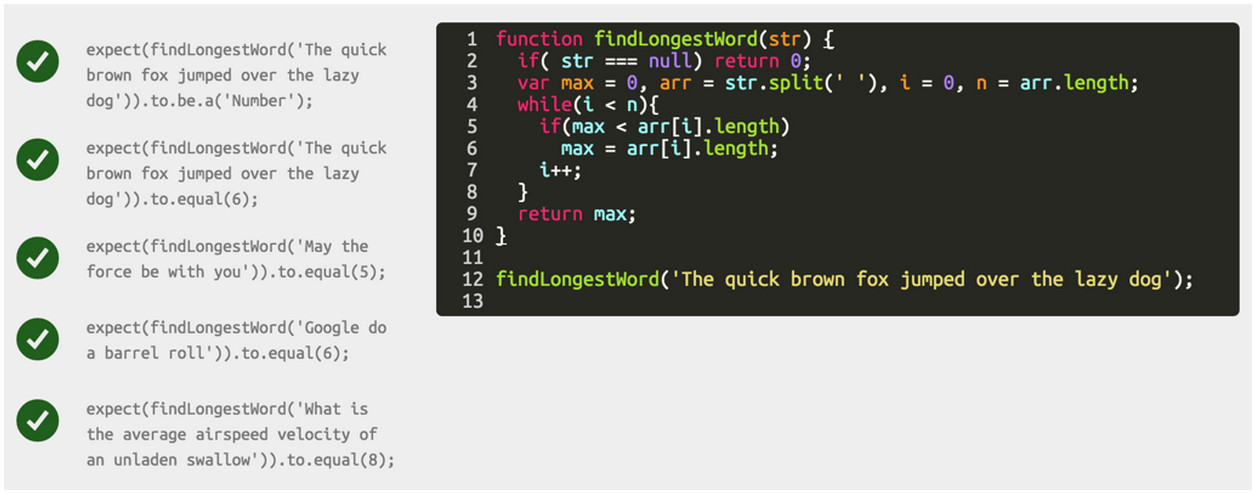 expect(findLongestWord('The quick
brown fox jumped over the lazy
dog')).to.be.a('Number');
expect(findLongestWord('The quick
brown fox jumped over the lazy
dog')).to.equal(6);
expect(findLongestWord('May the
force be with you')).to.equal(5);
expect(findLongestWord('Google do
a barrel roll')).to.equal(6);
expect(findLongestWord('What is
the average airspeed velocity of
an unladen swallow')).to.equal(8);
1 function findLongestWord(str) {
2   if( str === null) return 0;
3   var max = 0, arr = str.split(' '), i = 0, n = arr.length;
4   while(i < n){
5     if(max < arr[i].length)
6       max = arr[i].length;
7     i++;
8   }
9   return max;
10 }
11
12 findLongestWord('The quick brown fox jumped over the lazy dog');
13